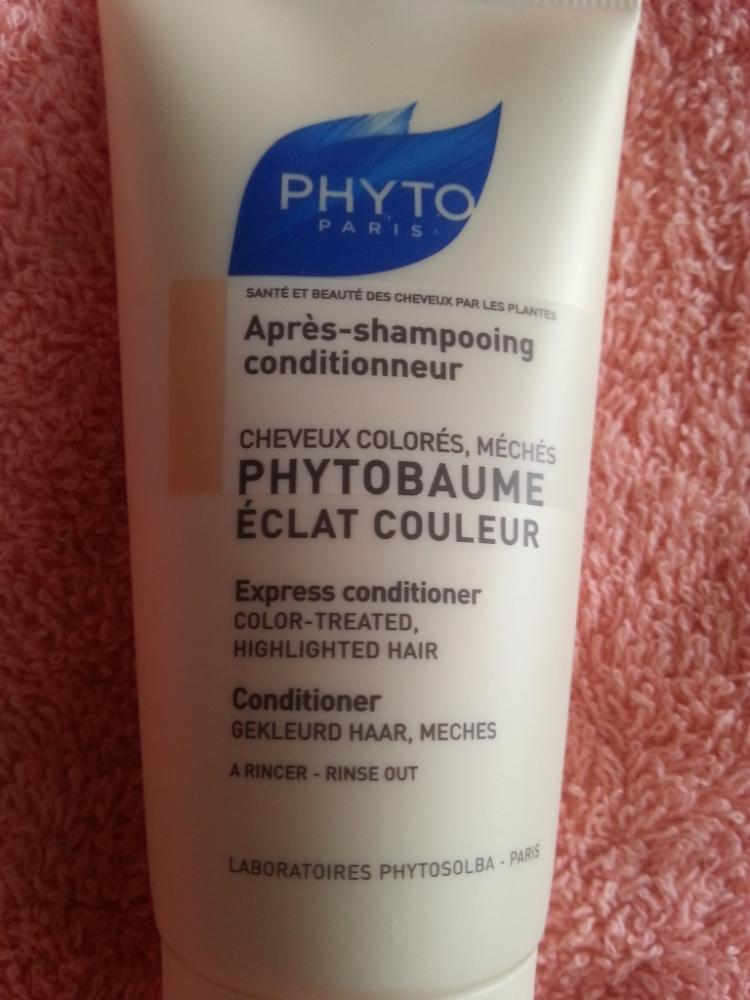 PHYTO
PARIS
SANTÉ ET BEAUTÉ DES CHEVEUX PAR LES PLANTES
Après-shampooing
conditionneur
CHEVEUX COLORÉS, MÉCHÉS
PHYTOBAUME
ÉCLAT COULEUR
Express conditioner
COLOR-TREATED,
HIGHLIGHTED HAIR
Conditioner
GEKLEURD HAAR, MECHES
A RINCER - RINSE OUT
LABORATOIRES PHYTOSOLBA - PARIS